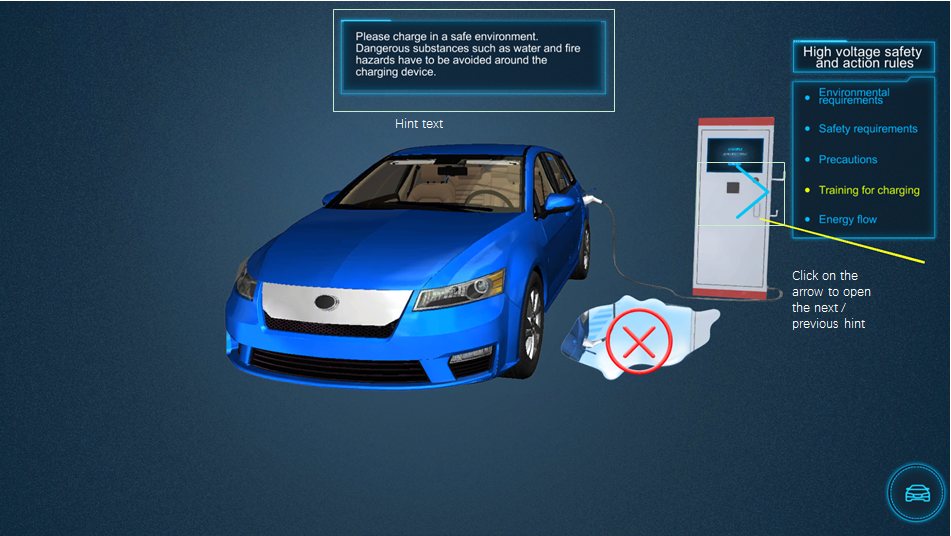 Please charge in a safe environment.
Dangerous substances such as water and fire
hazards have to be avoided around the
charging device.
Hint text
High voltage safety
and action rules
Environmental
requirements
Safety requirements
Precautions
Training for charging
Energy flow
Click on the
arrow to open
the next /
previous hint